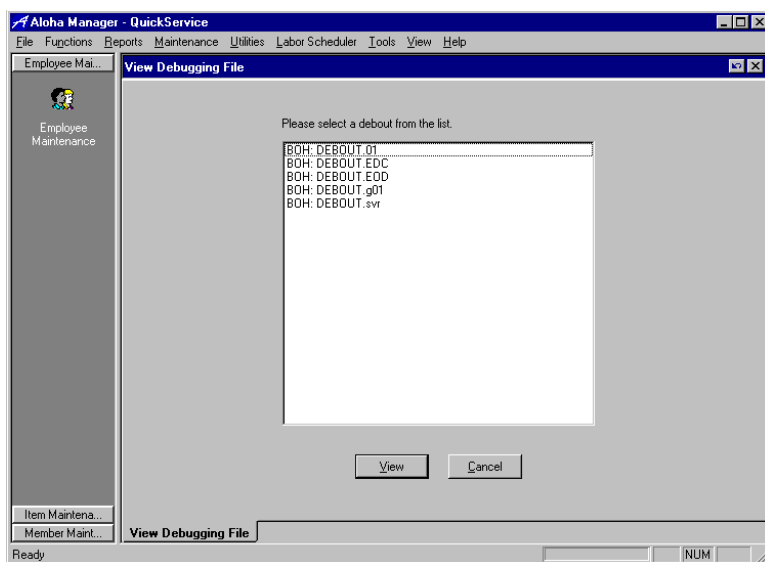 Aloha Manager - QuickService
File Functions Reports Maintenance Utilities Labor Scheduler Tools View Help
Employee Mai...
View Debugging File
Employee
Maintenance
Please select a debout from the list.
BOH: DEBOUT.01
BOH: DEBOUT.EDC
BOH: DEBOUT.EOD
BOH: DEBOUT.g01
BOH: DEBOUT.svr
View Cancel
Item Maintena...
Member Maint...
View Debugging File
Ready NUM